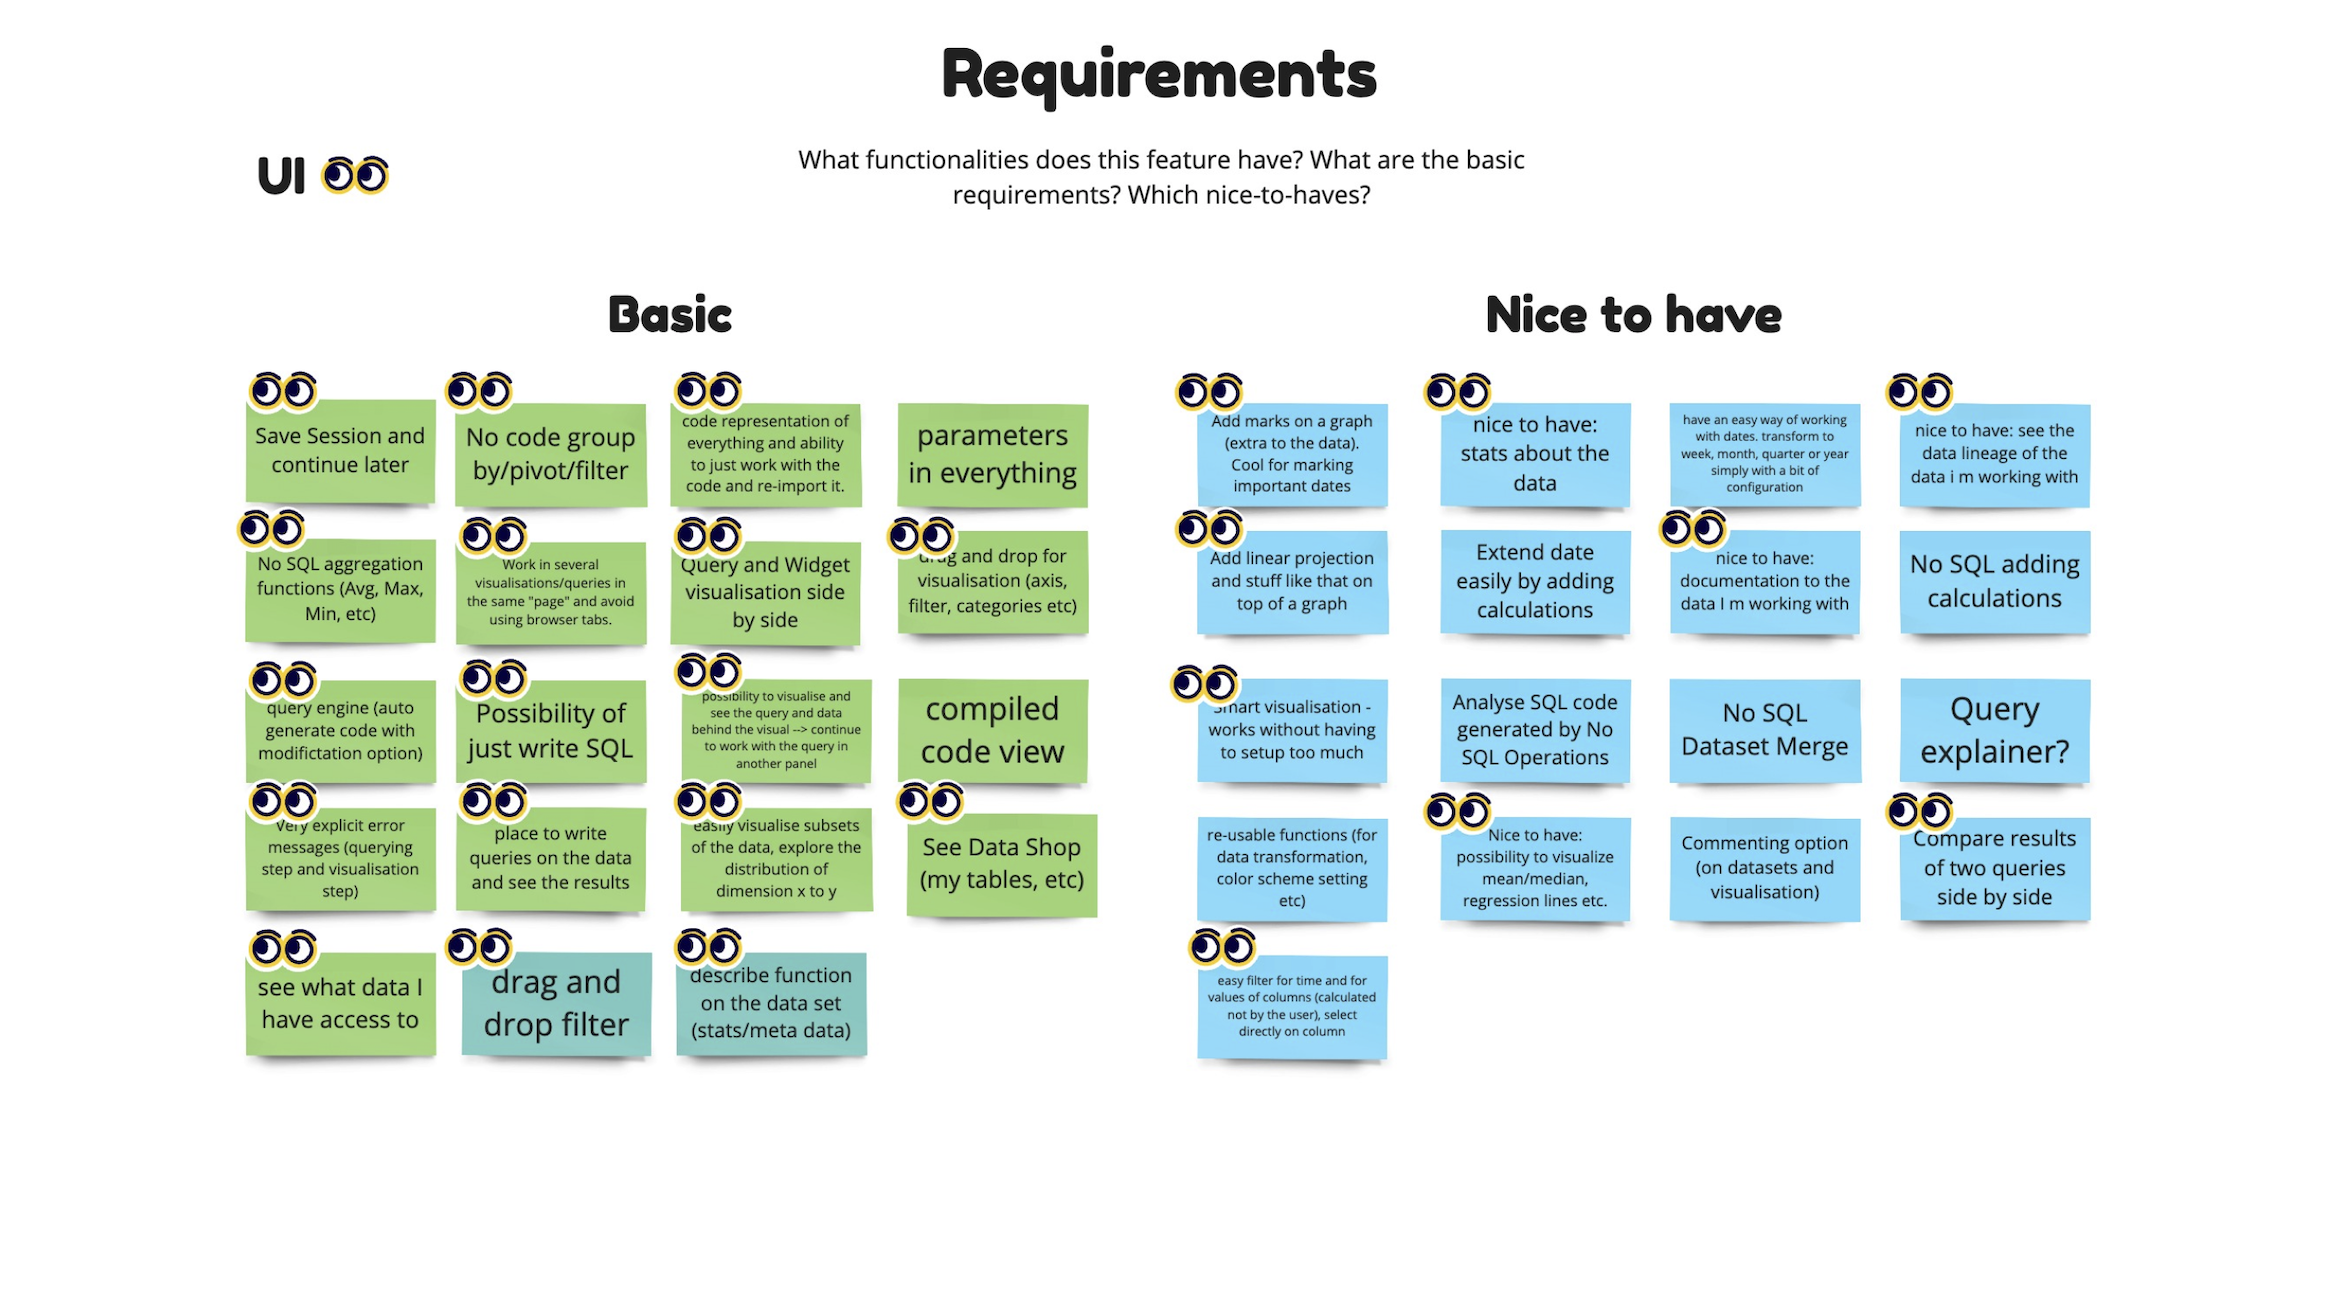 Requirements
UI
What functionalities does this feature have? What are the basic
requirements? Which nice-to-haves?
Basic
Save Session and
continue later
No code group
by/pivot/filter
code representation of
everything and ability
to just work with the
code and re-import it.
parameters
in everything
No SQL aggregation
functions (Avg, Max,
Min, etc)
Work in several
visualisations/queries in
the same "page" and avoid
using browser tabs.
Query and Widget
visualisation side
by side
drag and drop for
visualisation (axis,
filter, categories etc)
query engine (auto
generate code with
modifictation option)
Possibility of
just write SQL
possibility to visualise and
see the query and data
behind the visual --> continue
to work with the query in
another panel
compiled
code view
Very explicit error
messages (querying
step and visualisation
step)
place to write
queries on the data
and see the results
easily visualise subsets
of the data, explore the
distribution of
dimension x to y
See Data Shop
(my tables, etc)
see what data I
have access to
drag and
drop filter
describe function
on the data set
(stats/meta data)
Nice to have
Add marks on a graph
(extra to the data).
Cool for marking
important dates
nice to have:
stats about the
data
have an easy way of working
with dates. transform to
week, month, quarter or year
simply with a bit of
configuration
nice to have: see the
data lineage of the
data i m working with
Add linear projection
and stuff like that on
top of a graph
Extend date
easily by adding
calculations
nice to have:
documentation to the
data I m working with
No SQL adding
calculations
Smart visualisation -
works without having
to setup too much
Analyse SQL code
generated by No
SQL Operations
No SQL
Dataset Merge
Query
explainer?
re-usable functions (for
data transformation,
color scheme setting
etc)
Nice to have:
possibility to visualize
mean/median,
regression lines etc.
Commenting option
(on datasets and
visualisation)
Compare results
of two queries
side by side
easy filter for time and for
values of columns (calculated
not by the user), select
directly on column